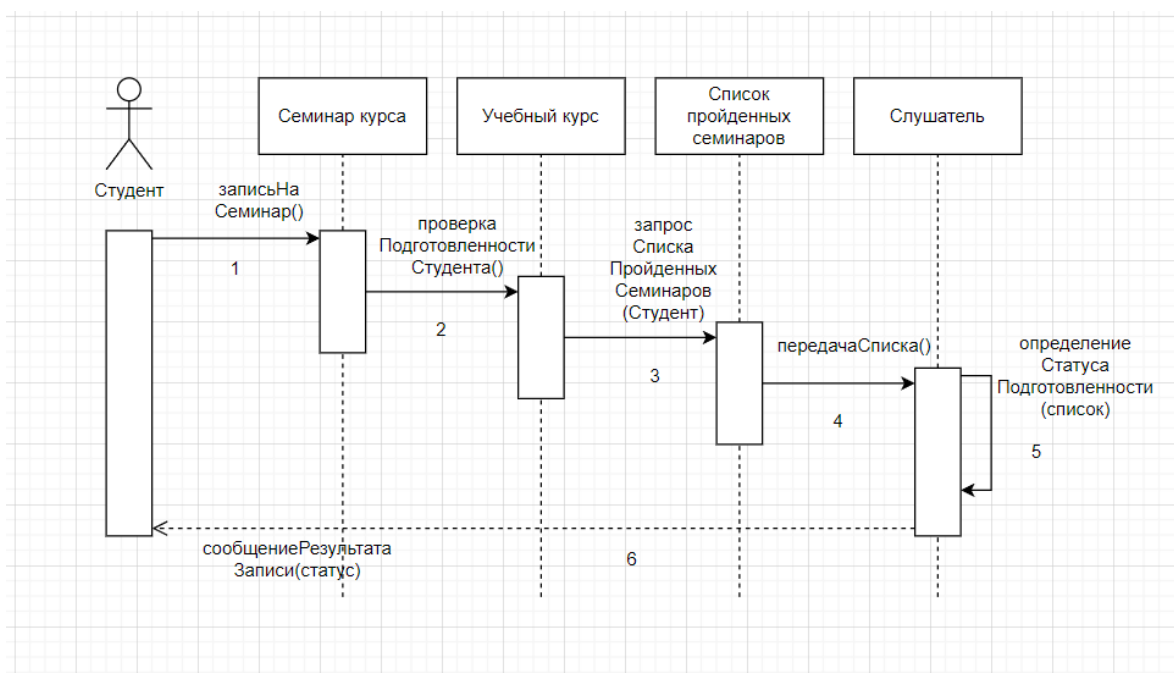 Студент
Семинар курса
Учебный курс
Список
пройденных
семинаров
Слушатель
записьНа
Семинар()
1
проверка
Подготовленности
Студента()
2
запрос
Списка
Пройденных
Семинаров
(Студент)
3
передачаСписка()
4
определение
Статуса
Подготовленности
(список)
5
сообщениеРезультата
Записи(статус)
6